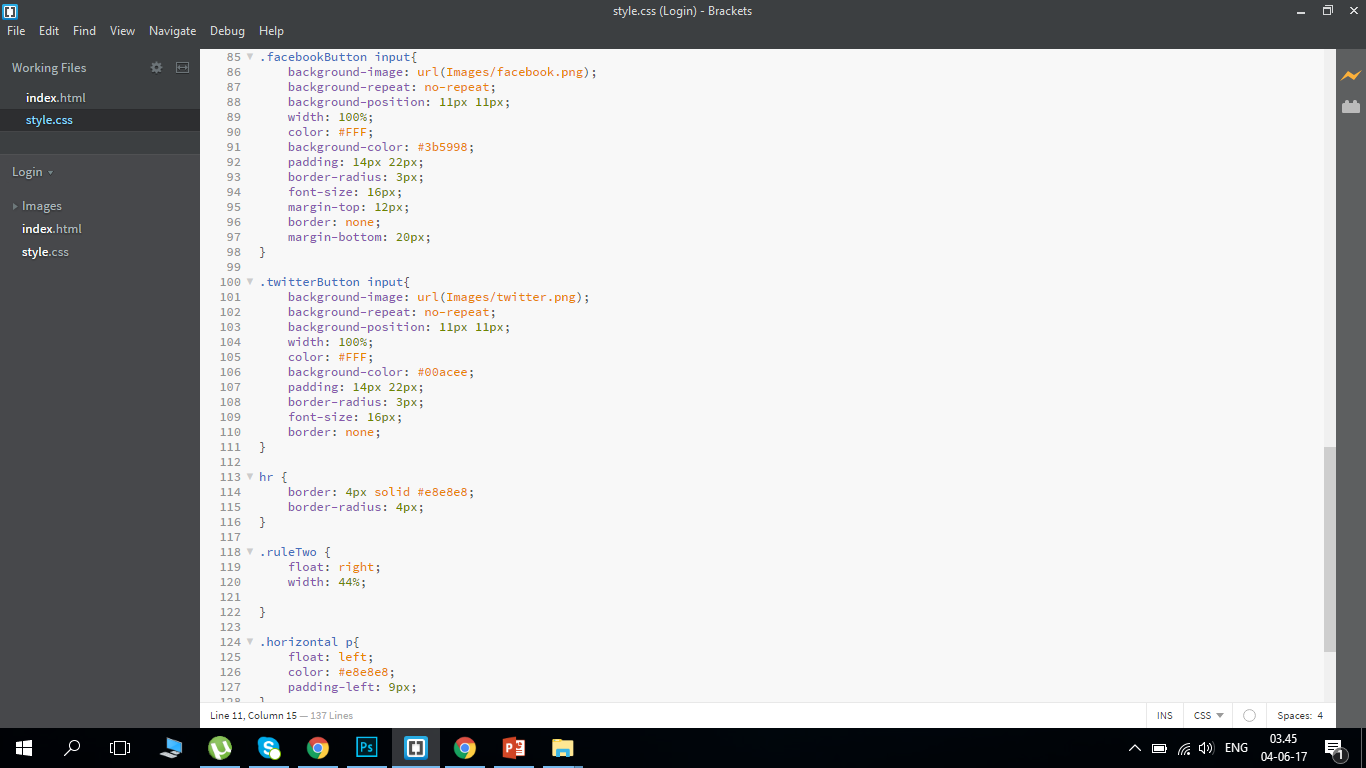 style.css (Login) - Brackets
File Edit Find View Navigate Debug Help
Working Files
index.html
style.css
Login
Images
index.html
style.css
85 .facebookButton input{
86 background-image: url(Images/facebook.png);
87 background-repeat: no-repeat;
88 background-position: 11px 11px;
89 width: 100%;
90 color: #FFF;
91 background-color: #3b5998;
92 padding: 14px 22px;
93 border-radius: 3px;
94 font-size: 16px;
95 margin-top: 12px;
96 border: none;
97 margin-bottom: 20px;
98 }
99
100 .twitterButton input{
101 background-image: url(Images/twitter.png);
102 background-repeat: no-repeat;
103 background-position: 11px 11px;
104 width: 100%;
105 color: #FFF;
106 background-color: #00acee;
107 padding: 14px 22px;
108 border-radius: 3px;
109 font-size: 16px;
110 border: none;
111 }
112
113 hr {
114 border: 4px solid #e8e8e8;
115 border-radius: 4px;
116 }
117
118 .ruleTwo {
119 float: right;
120 width: 44%;
121
122 }
123
124 .horizontal p{
125 float: left;
126 color: #e8e8e8;
127 padding-left: 9px;
128 }
Line 11, Column 15 — 137 Lines
INS CSS Spaces: 4
Ps
ENG
03.45
04-06-17
1